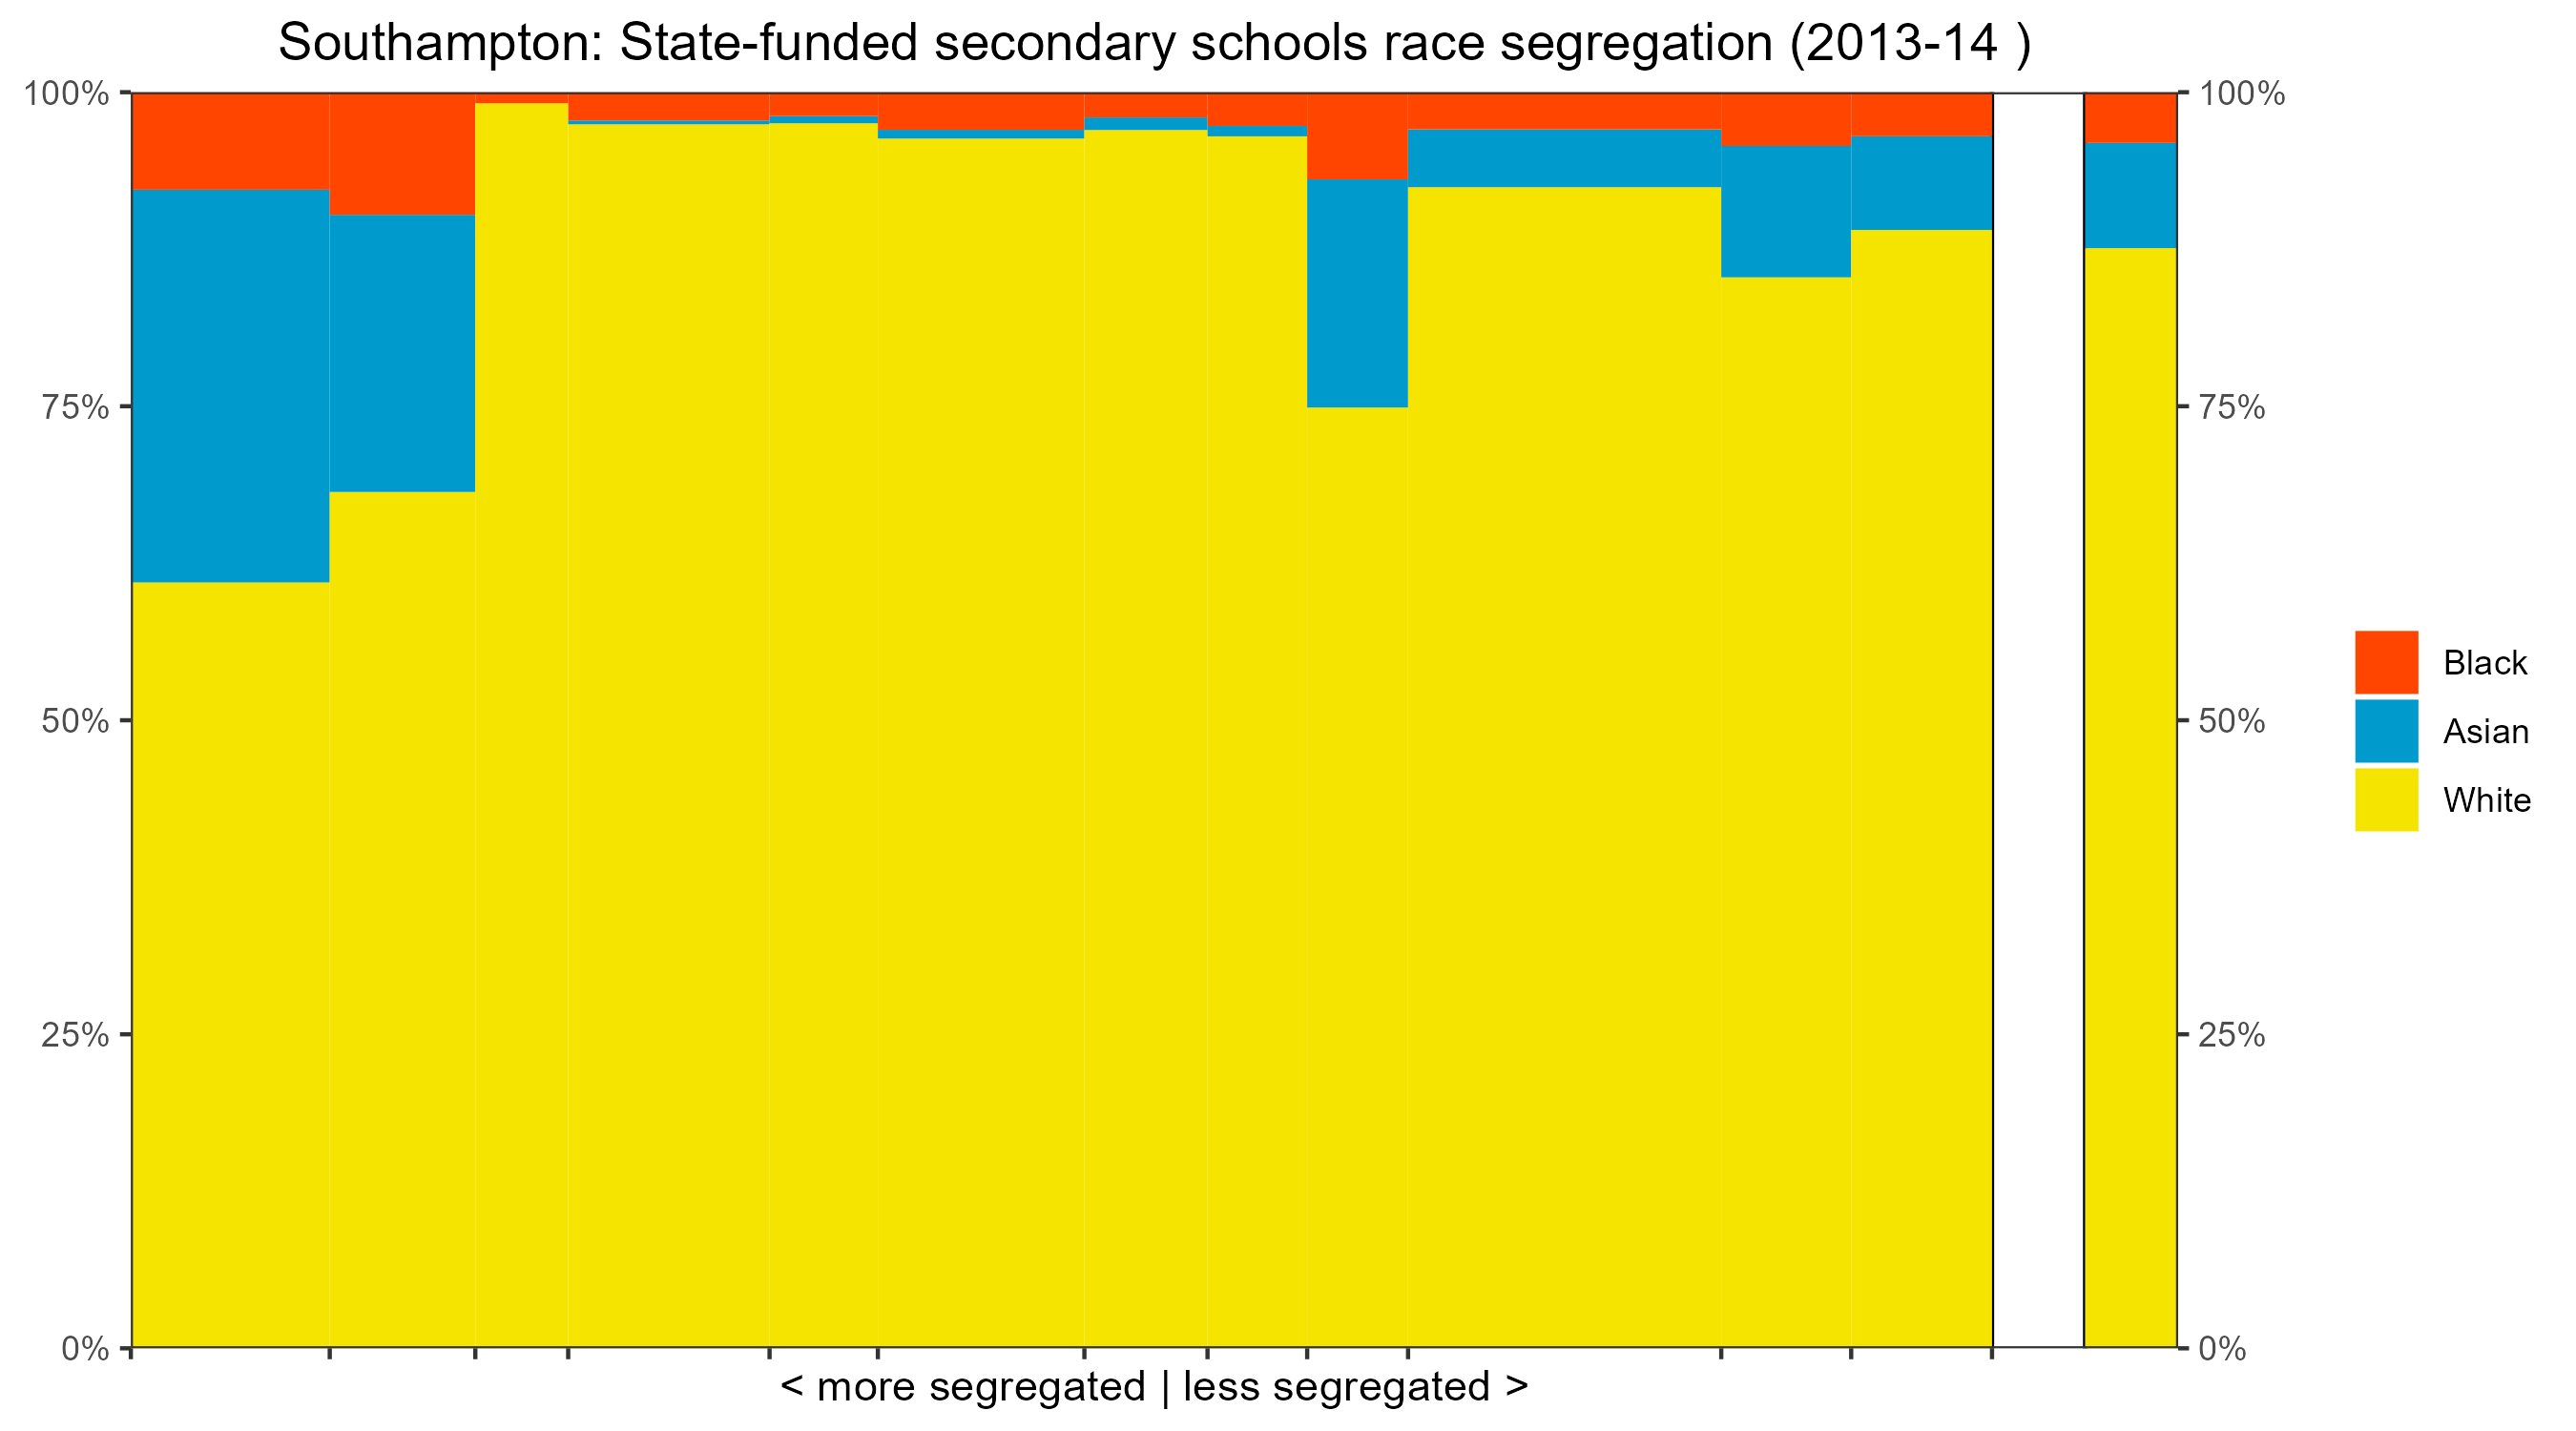 Southampton: State-funded secondary schools race segregation (2013-14 )
100%
75%
50%
25%
0%
100%
75%
50%
25%
0%
< more segregated | less segregated >
Black
Asian
White